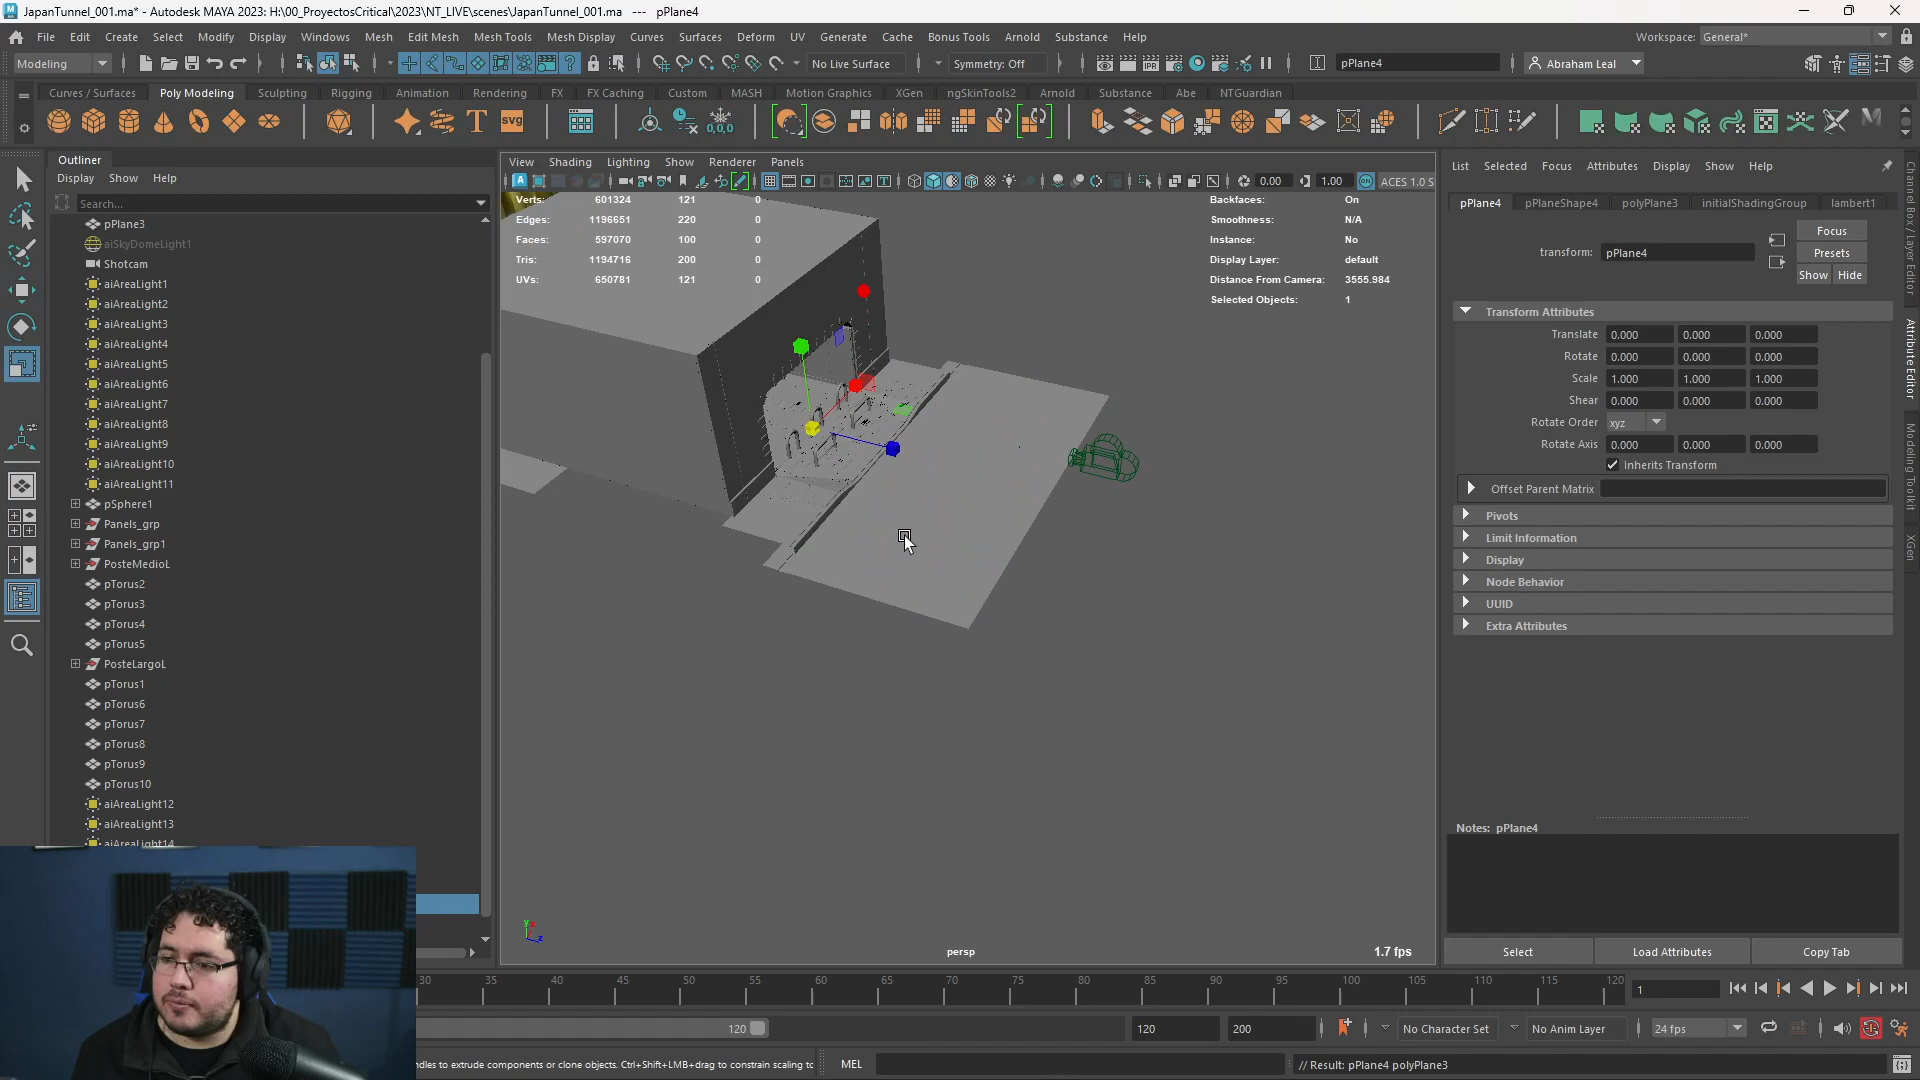 JapanTunnel_001.ma* - Autodesk MAYA 2023: H:\00_ProyectosCritical\2023\NT_LIVE\scenes\JapanTunnel_001.ma --- pPlane4
File Edit Create Select Modify Display Windows Mesh Edit Mesh Mesh Tools Mesh Display Curves Surfaces Deform UV Generate Cache Bonus Tools Arnold Substance Help
Workspace: General*
Modeling
No Live Surface
Symmetry: Off
pPlane4
Abraham Leal
Curves / Surfaces Poly Modeling Sculpting Rigging Animation Rendering FX FX Caching Custom MASH Motion Graphics XGen ngSkinTools2 Arnold Substance Abe NTGuardian
SVG
0,0,0
Outliner
Display Show Help
Search...
pPlane3
aiSkyDomeLight1
Shotcam
aiAreaLight1
aiAreaLight2
aiAreaLight3
aiAreaLight4
aiAreaLight5
aiAreaLight6
aiAreaLight7
aiAreaLight8
aiAreaLight9
aiAreaLight10
aiAreaLight11
pSphere1
Panels_grp
Panels_grp1
PosteMedioL
pTorus2
pTorus3
pTorus4
pTorus5
PosteLargoL
pTorus1
pTorus6
pTorus7
pTorus8
pTorus9
pTorus10
aiAreaLight12
aiAreaLight13
aiAreaLight14
View Shading Lighting Show Renderer Panels
0.00
1.00
ACES 1.0 S
Verts: 601324 121 0
Edges: 1196651 220 0
Faces: 597070 100 0
Tris: 1194716 200 0
UVs: 650781 121 0
Backfaces: On
Smoothness: N/A
Instance: No
Display Layer: default
Distance From Camera: 3555.984
Selected Objects: 1
persp
1.7 fps
List Selected Focus Attributes Display Show Help
pPlane4 pPlaneShape4 polyPlane3 initialShadingGroup lambert1
transform: pPlane4
Focus
Presets
Show Hide
Transform Attributes
Translate 0.000 0.000 0.000
Rotate 0.000 0.000 0.000
Scale 1.000 1.000 1.000
Shear 0.000 0.000 0.000
Rotate Order xyz
Rotate Axis 0.000 0.000 0.000
Inherits Transform
Offset Parent Matrix
Pivots
Limit Information
Display
Node Behavior
UUID
Extra Attributes
Notes: pPlane4
Select Load Attributes Copy Tab
Channel Box / Layer Editor
Attribute Editor
Modeling Toolkit
XGen
30 35 40 45 50 55 60 65 70 75 80 85 90 95 100 105 110 115 120
1
120
120
200
No Character Set
No Anim Layer
24 fps
ndles to extrude components or clone objects. Ctrl+Shift+LMB+drag to constrain scaling to
MEL
// Result: pPlane4 polyPlane3